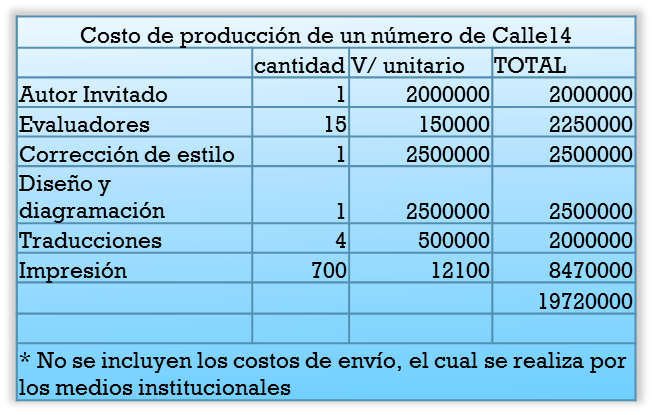 Costo de producción de un número de Calle14
cantidad V/ unitario TOTAL
Autor Invitado 1 2000000 2000000
Evaluadores 15 150000 2250000
Corrección de estilo 1 2500000 2500000
Diseño y
diagramación 1 2500000 2500000
Traducciones 4 500000 2000000
Impresión 700 12100 8470000
19720000
* No se incluyen los costos de envío, el cual se realiza por
los medios institucionales